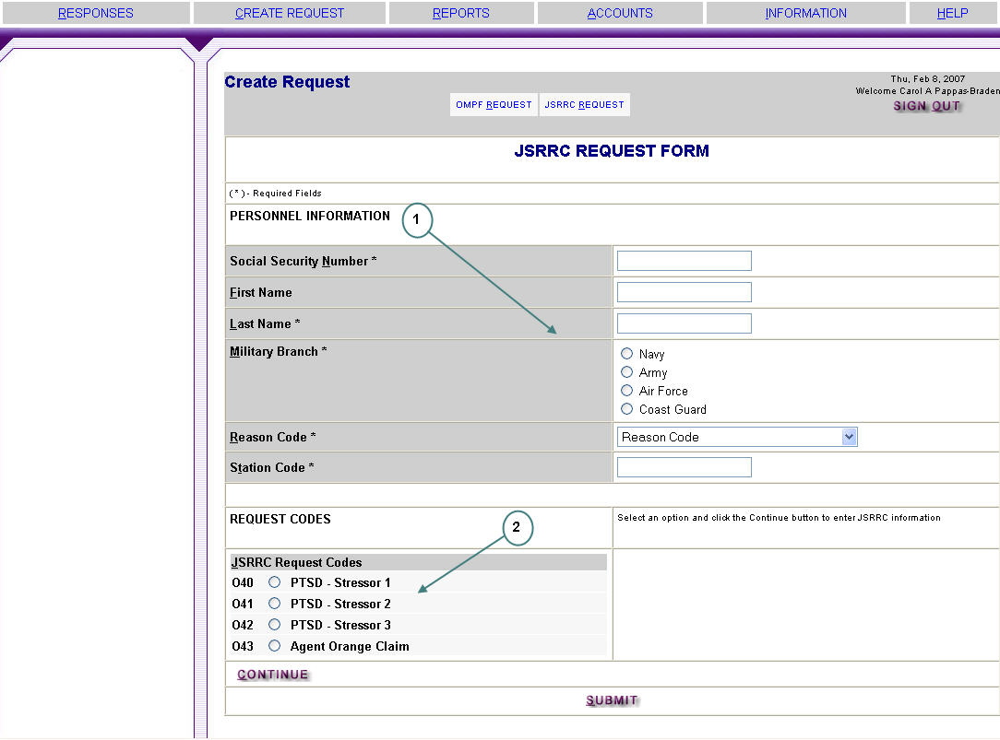 RESPONSES CREATE REQUEST REPORTS ACCOUNTS INFORMATION HELP
Create Request
Thu, Feb 8, 2007
Welcome Carol A Pappas-Braden
OMPF REQUEST JSRRC REQUEST
SIGN OUT
JSRRC REQUEST FORM
( * ) - Required Fields
PERSONNEL INFORMATION
1
Social Security Number *
First Name
Last Name *
Military Branch *
Navy
Army
Air Force
Coast Guard
Reason Code * Reason Code
Station Code *
REQUEST CODES
2
Select an option and click the Continue button to enter JSRRC information
JSRRC Request Codes
O40 PTSD - Stressor 1
O41 PTSD - Stressor 2
O42 PTSD - Stressor 3
O43 Agent Orange Claim
CONTINUE
SUBMIT